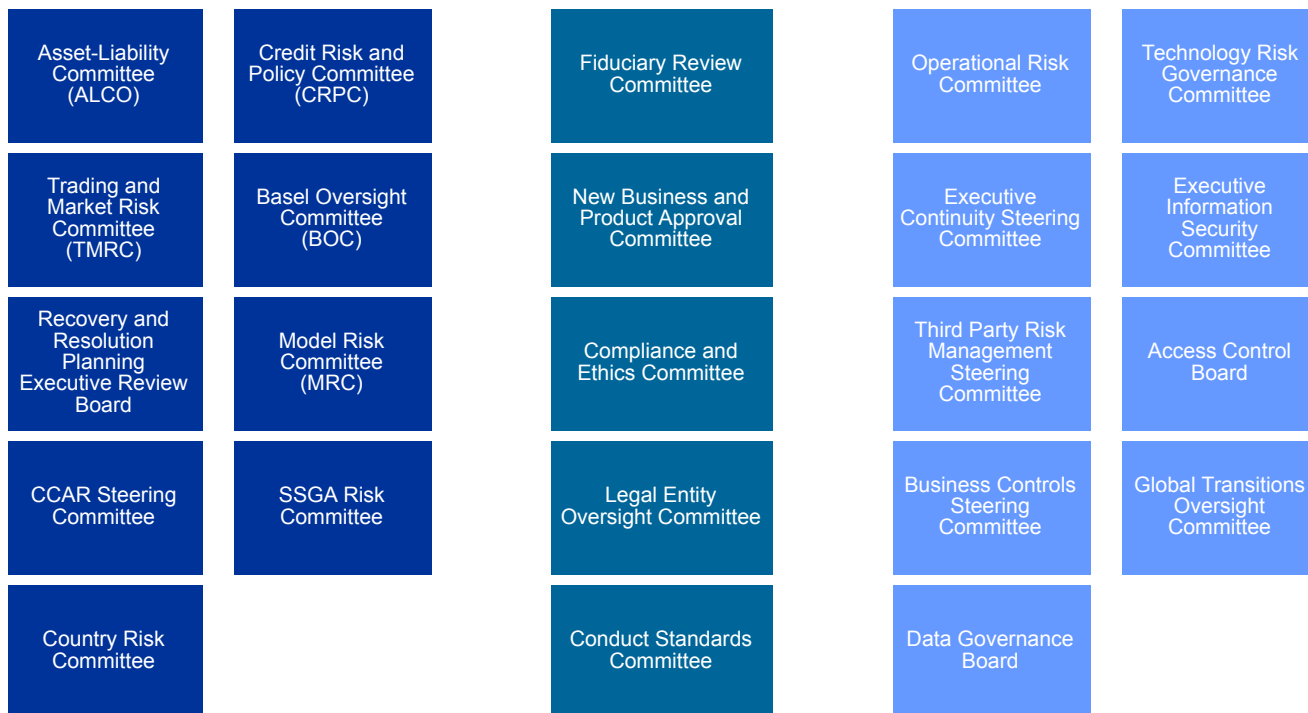 Asset-Liability
Committee
(ALCO)
Credit Risk and
Policy Committee
(CRPC)
Fiduciary Review
Committee
Operational Risk
Committee
Technology Risk
Governance
Committee
Trading and
Market Risk
Committee
(TMRC)
Basel Oversight
Committee
(BOC)
New Business and
Product Approval
Committee
Executive
Continuity Steering
Committee
Executive
Information
Security
Committee
Recovery and
Resolution
Planning
Executive Review
Board
Model Risk
Committee
(MRC)
Compliance and
Ethics Committee
Third Party Risk
Management
Steering
Committee
Access Control
Board
CCAR Steering
Committee
SSGA Risk
Committee
Legal Entity
Oversight Committee
Business Controls
Steering
Committee
Global Transitions
Oversight
Committee
Country Risk
Committee
Conduct Standards
Committee
Data Governance
Board